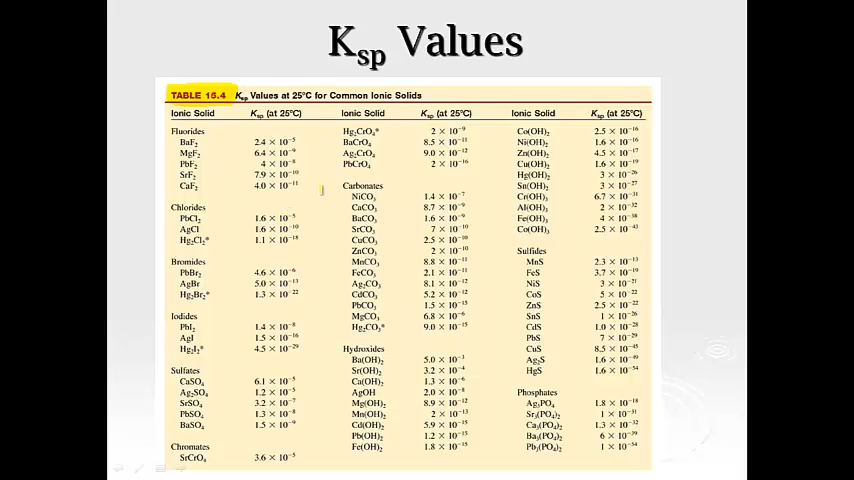 Ksp Values
TABLE 15.4 Ksp Values at 25°C for Common Ionic Solids
Ionic Solid Ksp (at 25°C) Ionic Solid Ksp (at 25°C) Ionic Solid Ksp (at 25°C)
Fluorides Hg₂CrO₄* 2 × 10⁻⁹ Co(OH)₂ 2.5 × 10⁻¹⁶
BaF₂ 2.4 × 10⁻⁵ BaCrO₄ 8.5 × 10⁻¹¹ Ni(OH)₂ 1.6 × 10⁻¹⁶
MgF₂ 6.4 × 10⁻⁹ Ag₂CrO₄ 9.0 × 10⁻¹² Zn(OH)₂ 4.5 × 10⁻¹⁷
PbF₂ 4 × 10⁻⁸ PbCrO₄ 2 × 10⁻¹⁶ Cu(OH)₂ 1.6 × 10⁻¹⁹
SrF₂ 7.9 × 10⁻¹⁰ Hg(OH)₂ 3 × 10⁻²⁶
CaF₂ 4.0 × 10⁻¹¹ Carbonates Sn(OH)₂ 3 × 10⁻²⁷
NiCO₃ 1.4 × 10⁻⁷ Cr(OH)₃ 6.7 × 10⁻³¹
Chlorides CaCO₃ 8.7 × 10⁻⁹ Al(OH)₃ 2 × 10⁻³²
PbCl₂ 1.6 × 10⁻⁵ BaCO₃ 1.6 × 10⁻⁹ Fe(OH)₃ 4 × 10⁻³⁸
AgCl 1.6 × 10⁻¹⁰ SrCO₃ 7 × 10⁻¹⁰ Co(OH)₃ 2.5 × 10⁻⁴³
Hg₂Cl₂* 1.1 × 10⁻¹⁸ CuCO₃ 2.5 × 10⁻¹⁰
ZnCO₃ 2 × 10⁻¹⁰ Sulfides
Bromides MnCO₃ 8.8 × 10⁻¹¹ MnS 2.3 × 10⁻¹³
PbBr₂ 4.6 × 10⁻⁶ FeCO₃ 2.1 × 10⁻¹¹ FeS 3.7 × 10⁻¹⁹
AgBr 5.0 × 10⁻¹³ Ag₂CO₃ 8.1 × 10⁻¹² NiS 3 × 10⁻²¹
Hg₂Br₂* 1.3 × 10⁻²² CdCO₃ 5.2 × 10⁻¹² CoS 5 × 10⁻²²
PbCO₃ 1.5 × 10⁻¹⁵ ZnS 2.5 × 10⁻²²
Iodides MgCO₃ 6.8 × 10⁻⁶ SnS 1 × 10⁻²⁶
PbI₂ 1.4 × 10⁻⁸ Hg₂CO₃* 9.0 × 10⁻¹⁵ CdS 1.0 × 10⁻²⁸
AgI 1.5 × 10⁻¹⁶ PbS 7 × 10⁻²⁹
Hg₂I₂* 4.5 × 10⁻²⁹ Hydroxides CuS 8.5 × 10⁻⁴⁵
Ba(OH)₂ 5.0 × 10⁻³ Ag₂S 1.6 × 10⁻⁴⁹
Sulfates Sr(OH)₂ 3.2 × 10⁻⁴ HgS 1.6 × 10⁻⁵⁴
CaSO₄ 6.1 × 10⁻⁵ Ca(OH)₂ 1.3 × 10⁻⁶
Ag₂SO₄ 1.2 × 10⁻⁵ AgOH 2.0 × 10⁻⁸ Phosphates
SrSO₄ 3.2 × 10⁻⁷ Mg(OH)₂ 8.9 × 10⁻¹² Ag₃PO₄ 1.8 × 10⁻¹⁸
PbSO₄ 1.3 × 10⁻⁸ Mn(OH)₂ 2 × 10⁻¹³ Sr₃(PO₄)₂ 1 × 10⁻³¹
BaSO₄ 1.5 × 10⁻⁹ Cd(OH)₂ 5.9 × 10⁻¹⁵ Ca₃(PO₄)₂ 1.3 × 10⁻³²
Pb(OH)₂ 1.2 × 10⁻¹⁵ Ba₃(PO₄)₂ 6 × 10⁻³⁹
Chromates Fe(OH)₂ 1.8 × 10⁻¹⁵ Pb₃(PO₄)₂ 1 × 10⁻⁵⁴
SrCrO₄ 3.6 × 10⁻⁵